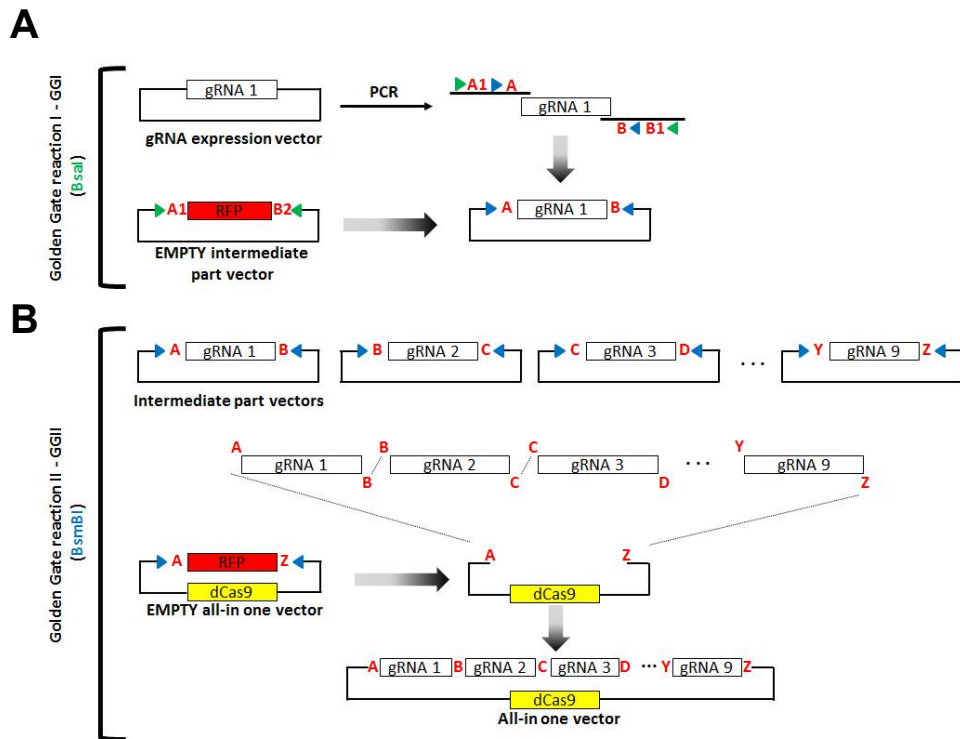 A
Golden Gate reaction I - GGI
(BsaI)
gRNA 1
gRNA expression vector
PCR
A1 A
gRNA 1
B B1
A1 RFP B2
EMPTY intermediate
part vector
A gRNA 1 B
B
Golden Gate reaction II - GGII
(BsmBI)
A gRNA 1 B
B gRNA 2 C
C gRNA 3 D
...
Y gRNA 9 Z
Intermediate part vectors
A B C Y
gRNA 1 gRNA 2 gRNA 3 ... gRNA 9
B C D Z
A RFP Z
dCas9
EMPTY all-in one vector
A Z
dCas9
A gRNA 1 B gRNA 2 C gRNA 3 D ... Y gRNA 9 Z
dCas9
All-in one vector